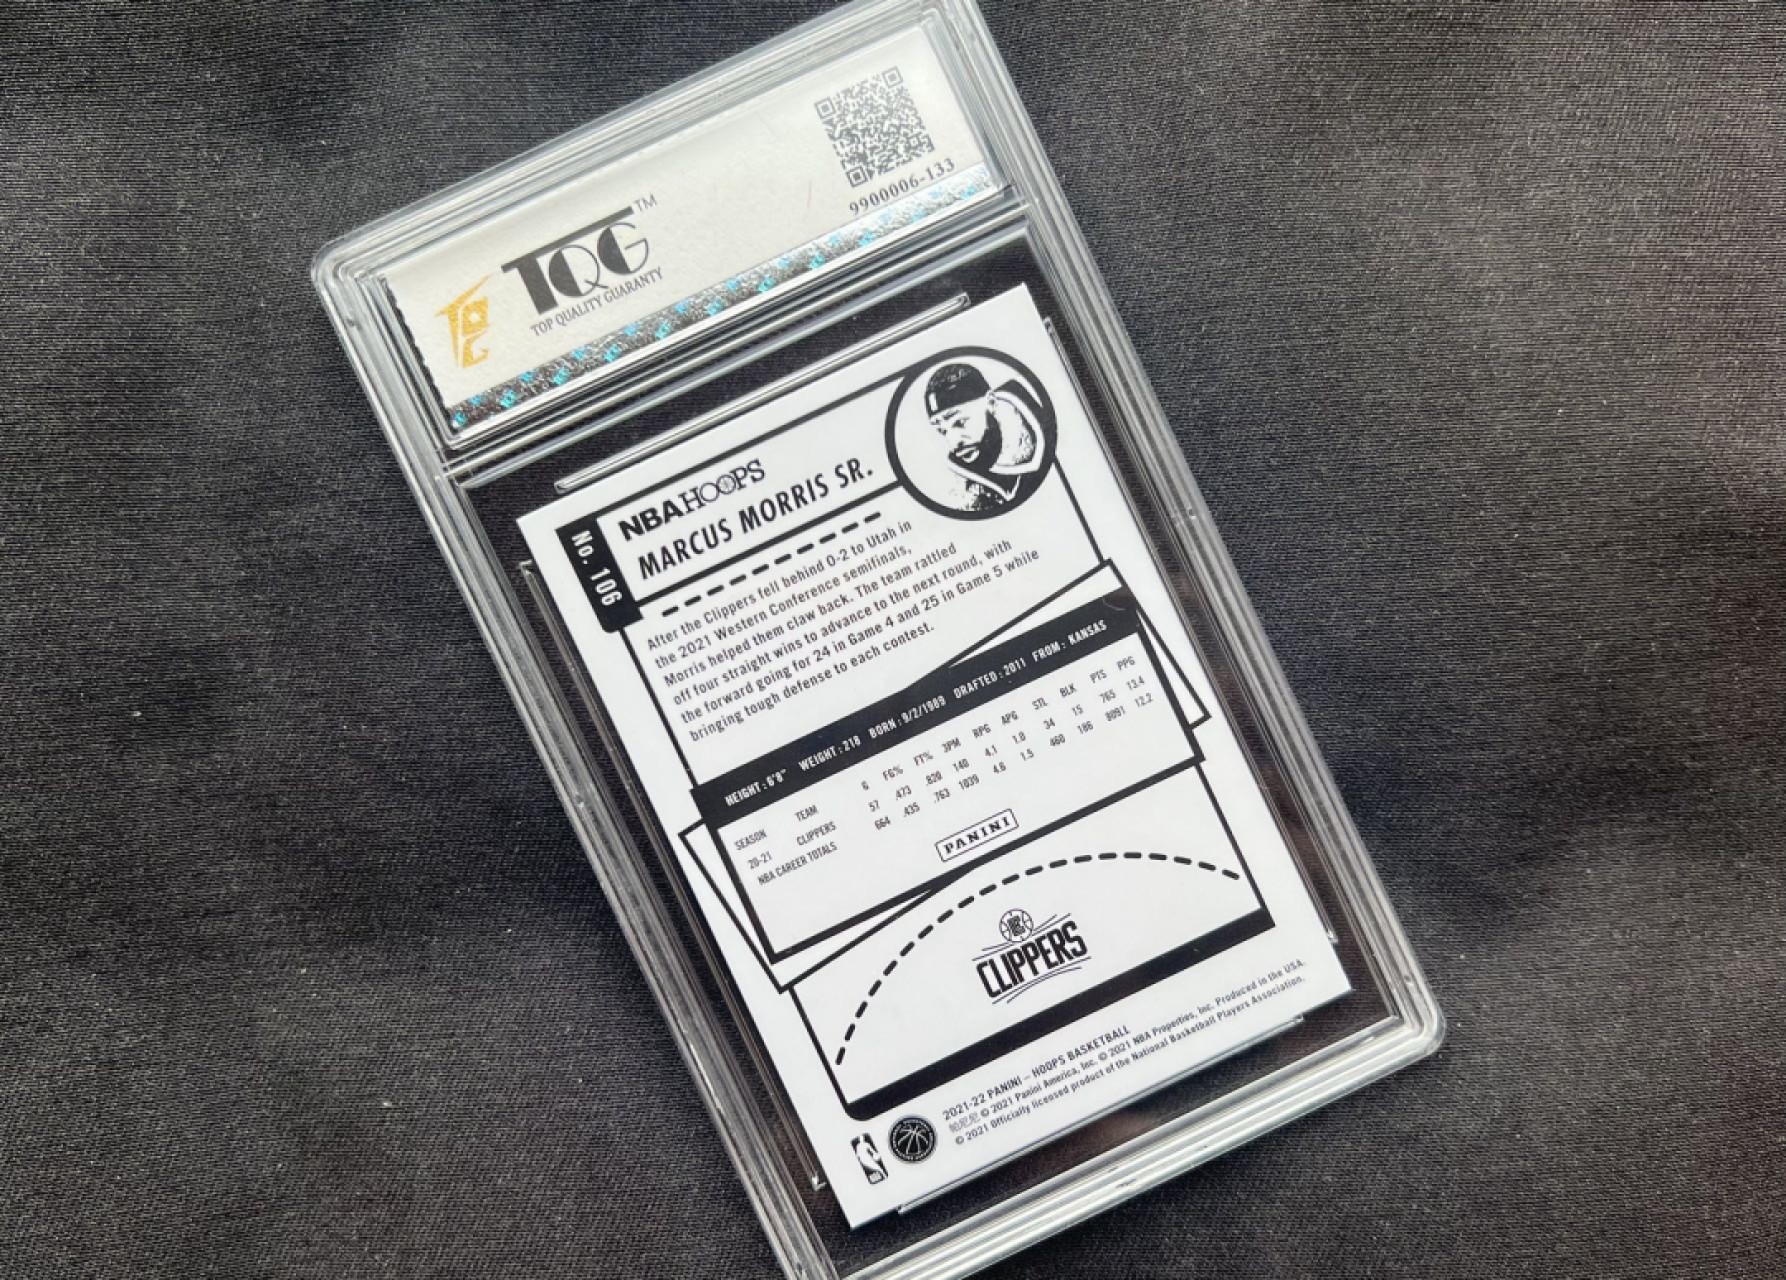 TQG™
TOP QUALITY GUARANTY
9900006-133
No. 106
NBA HOOPS
MARCUS MORRIS SR.
After the Clippers fell behind 0-2 to Utah in
the 2021 Western Conference semifinals,
Morris helped them claw back. The team rattled
off four straight wins to advance to the next round, with
the forward going for 24 in Game 4 and 25 in Game 5 while
bringing tough defense to each contest.
HEIGHT: 6'8" WEIGHT: 218 BORN: 9/2/1989 DRAFTED: 2011 FROM: KANSAS
SEASON TEAM G FG% FT% 3PM RPG APG STL BLK PTS PPG
20-21 CLIPPERS 57 .473 .820 140 4.1 1.0 34 15 765 13.4
NBA CAREER TOTALS 664 .435 .763 1039 4.6 1.5 460 186 8091 12.2
PANINI
CLIPPERS
2021-22 PANINI – HOOPS BASKETBALL
帕尼尼 © 2021 Panini America, Inc. © 2021 NBA Properties, Inc. Produced in the USA.
© 2021 Officially licensed product of the National Basketball Players Association.